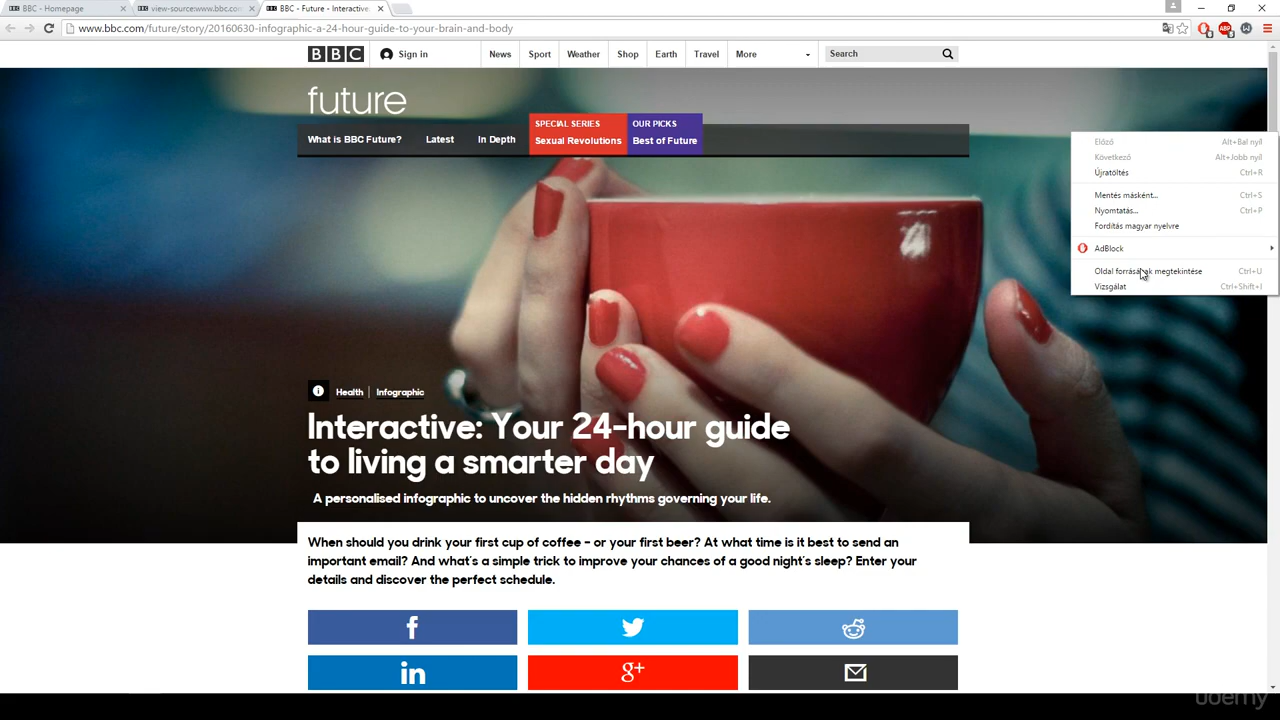 BBC - Homepage
view-source:www.bbc.com
BBC - Future - Interactive:
www.bbc.com/future/story/20160630-infographic-a-24-hour-guide-to-your-brain-and-body
BBC
Sign in
News
Sport
Weather
Shop
Earth
Travel
More
Search
future
What is BBC Future?
Latest
In Depth
SPECIAL SERIES
Sexual Revolutions
OUR PICKS
Best of Future
Előző Alt+Bal nyíl
Következő Alt+Jobb nyíl
Újratöltés Ctrl+R
Mentés másként... Ctrl+S
Nyomtatás... Ctrl+P
Fordítás magyar nyelvre
AdBlock
Oldal forrásának megtekintése Ctrl+U
Vizsgálat Ctrl+Shift+I
Health
Infographic
Interactive: Your 24-hour guide
to living a smarter day
A personalised infographic to uncover the hidden rhythms governing your life.
When should you drink your first cup of coffee – or your first beer? At what time is it best to send an
important email? And what's a simple trick to improve your chances of a good night's sleep? Enter your
details and discover the perfect schedule.
f
in
g+
udemy